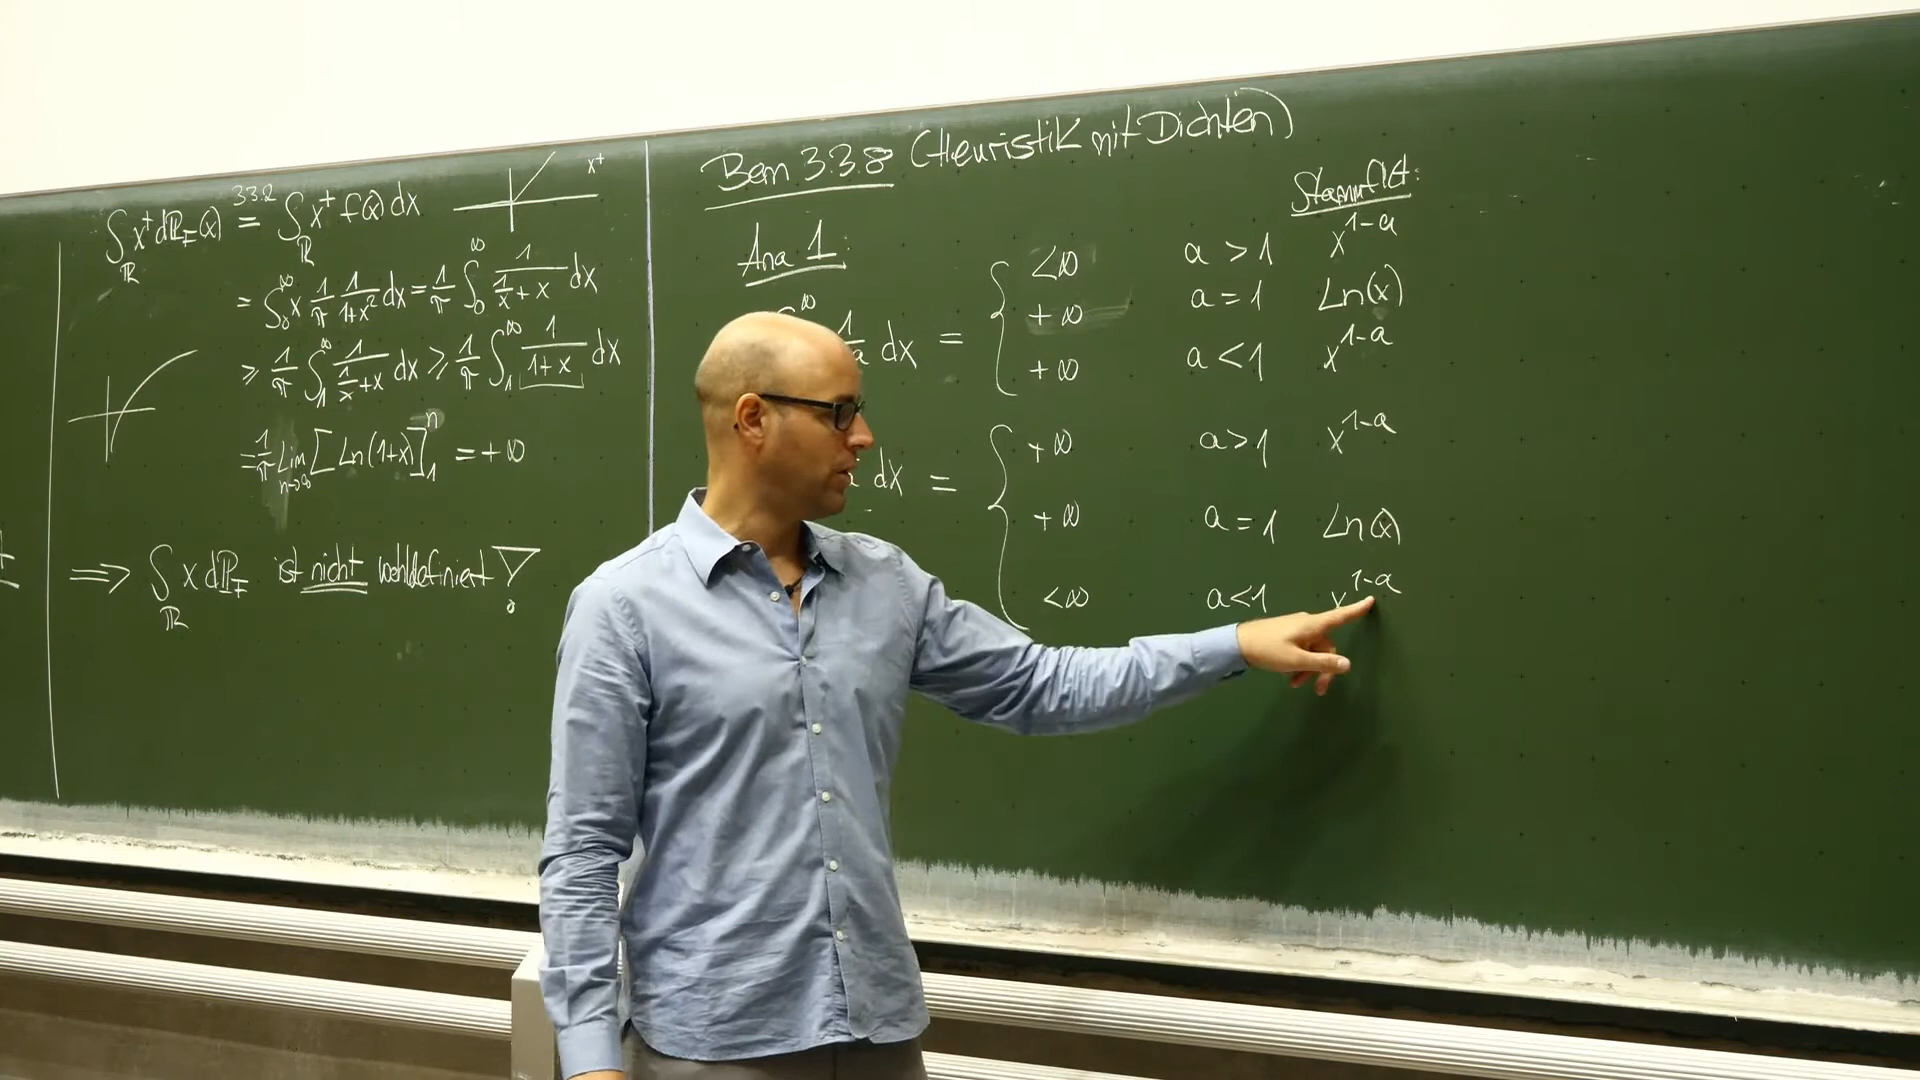 ∫_ℝ x⁺ dℙ_F(x) =^{3.3.2} ∫_ℝ x⁺ f(x) dx
x⁺
= ∫_0^∞ x 1/π 1/(1+x²) dx = 1/π ∫_0^∞ 1/(1/x + x) dx
≥ 1/π ∫_1^∞ 1/(1/x + x) dx ≥ 1/π ∫_1^∞ 1/(1+x) dx
= 1/π lim_{n→∞} [Ln(1+x)]_1^n = +∞
⟹ ∫_ℝ x dℙ_F ist nicht wohldefiniert !
Bem 3.3.8 (Heuristik mit Dichten)
Stammfkt:
Ana 1:
<∞ a > 1 x^{1-a}
+∞ a = 1 Ln(x)
dx = { +∞ a < 1 x^{1-a}
+∞ a > 1 x^{1-a}
dx = { +∞ a = 1 Ln(x)
<∞ a < 1 x^{1-a}